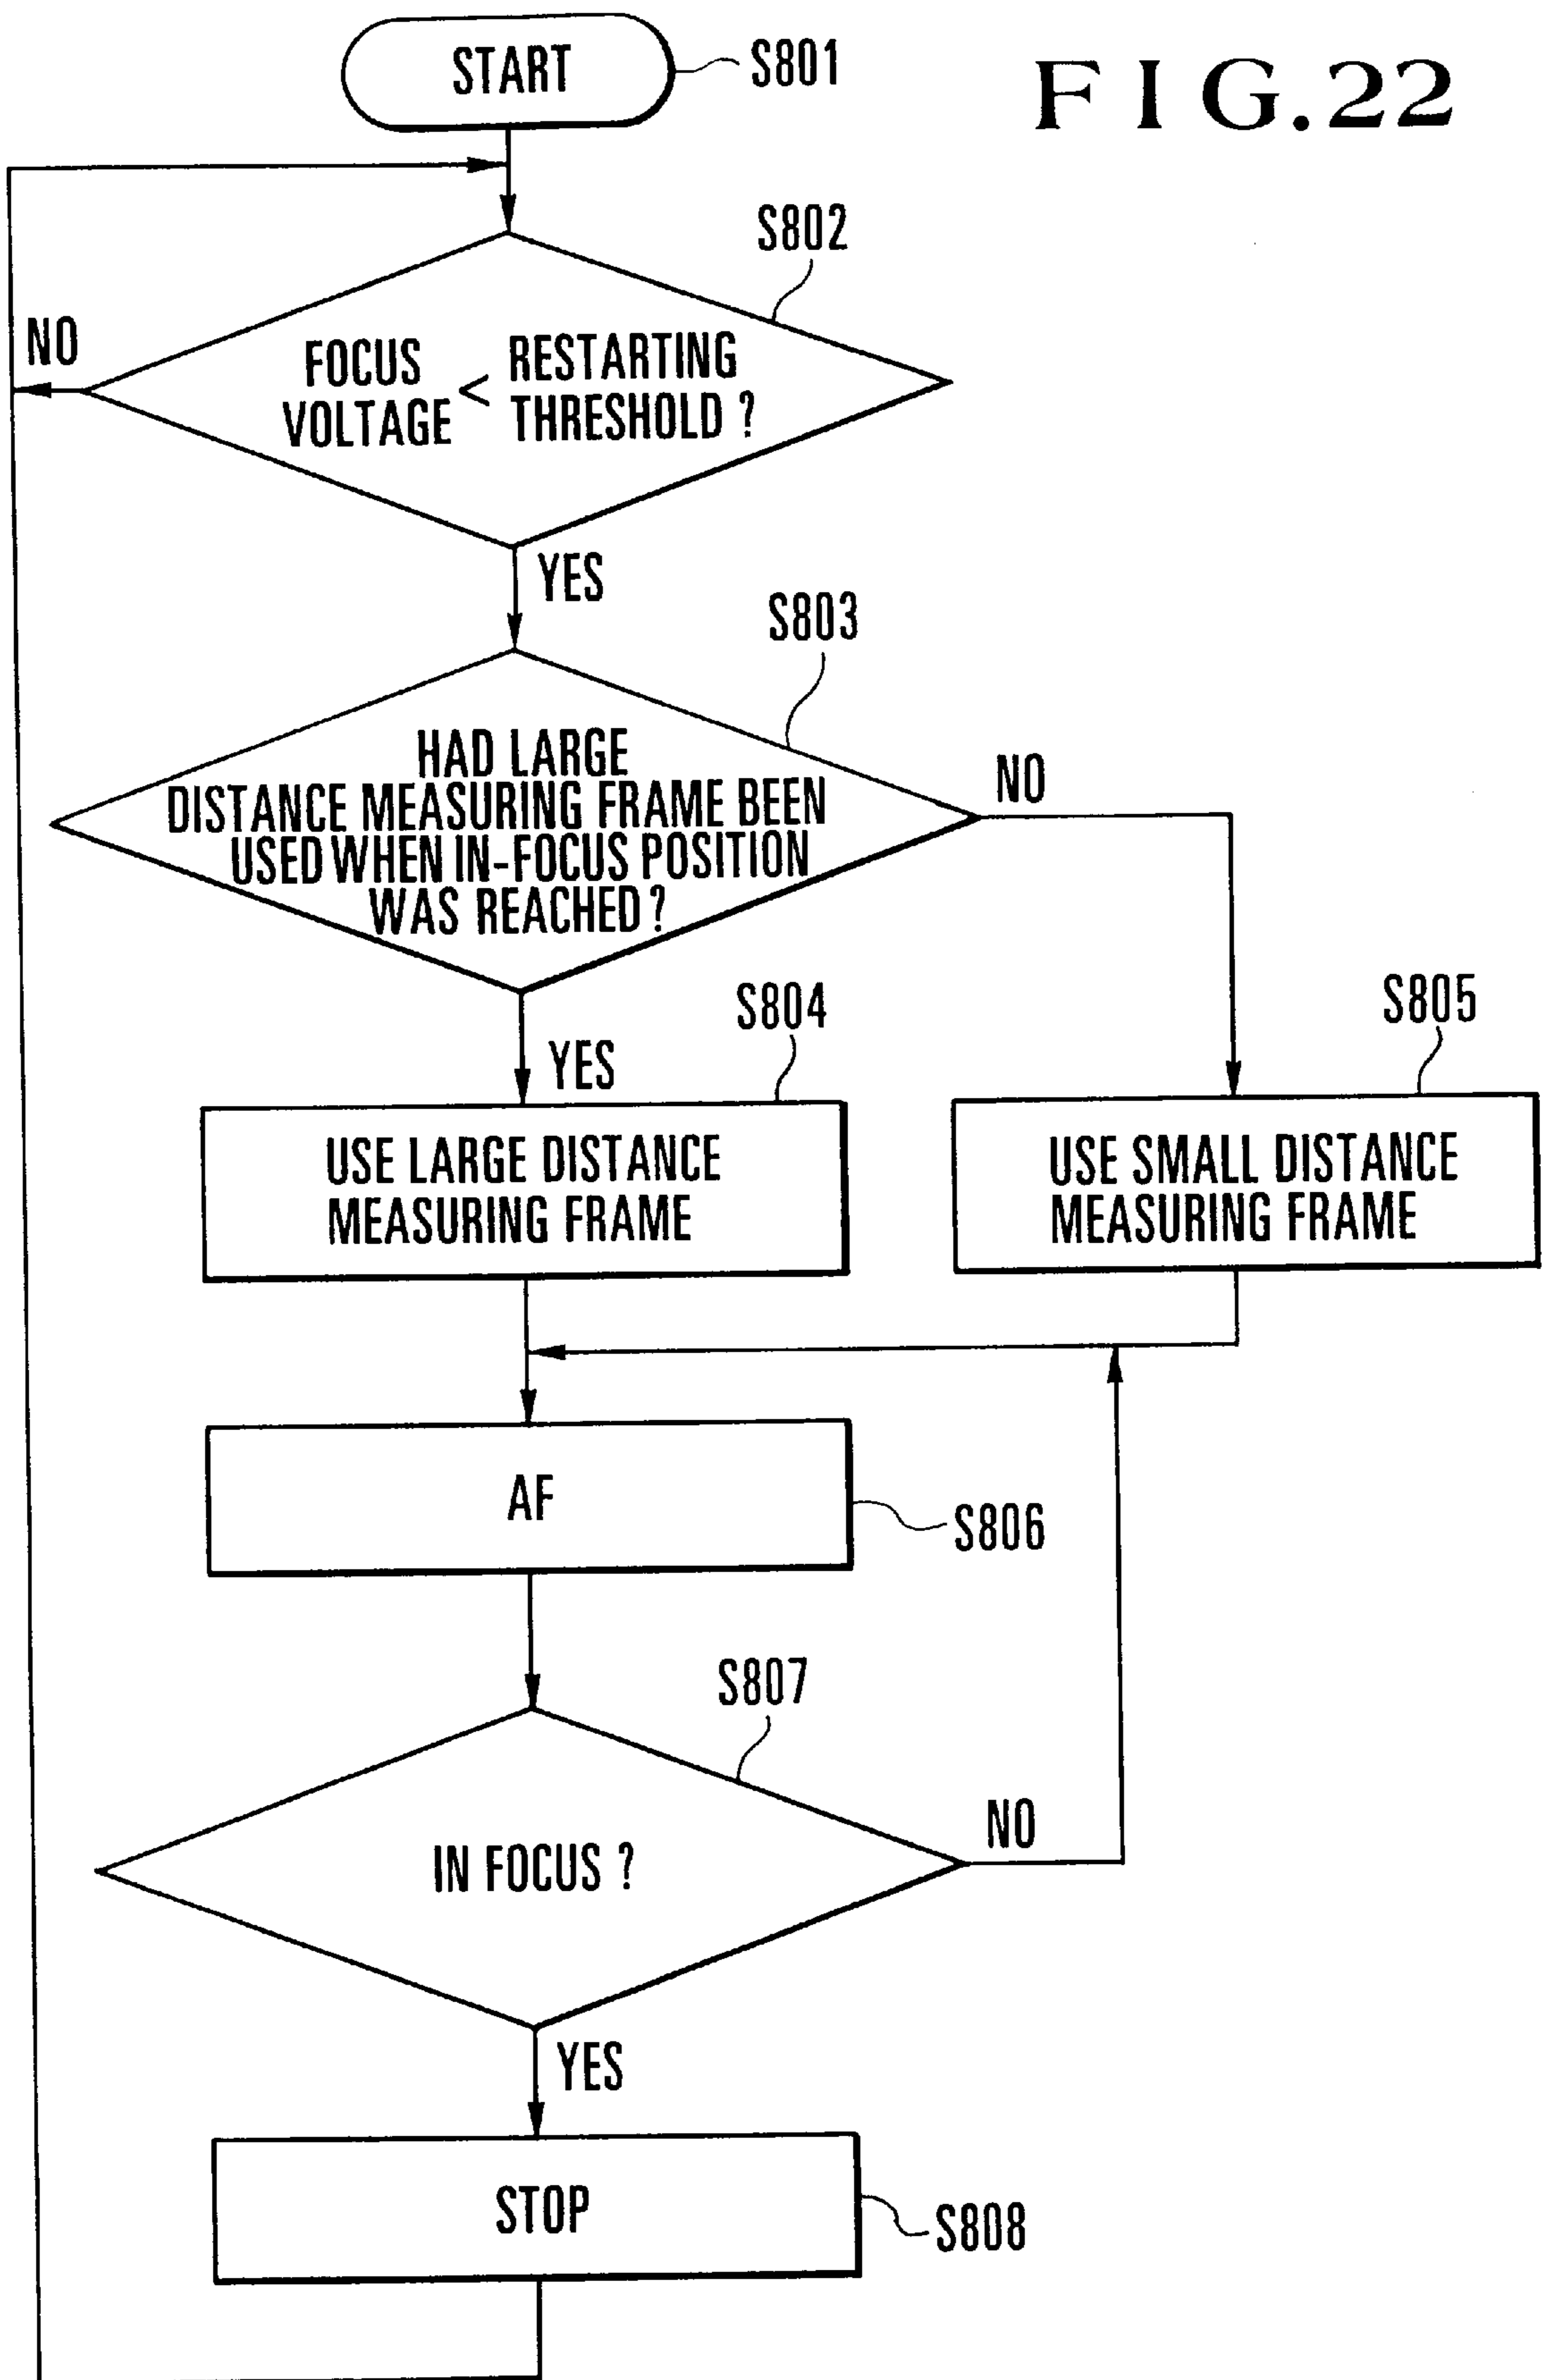 START
S801
FIG.22
S802
NO
FOCUS VOLTAGE < RESTARTING THRESHOLD ?
YES
S803
HAD LARGE
DISTANCE MEASURING FRAME BEEN
USED WHEN IN-FOCUS POSITION
WAS REACHED ?
NO
S804
S805
YES
USE LARGE DISTANCE
MEASURING FRAME
USE SMALL DISTANCE
MEASURING FRAME
AF
S806
S807
IN FOCUS ?
NO
YES
STOP
S808